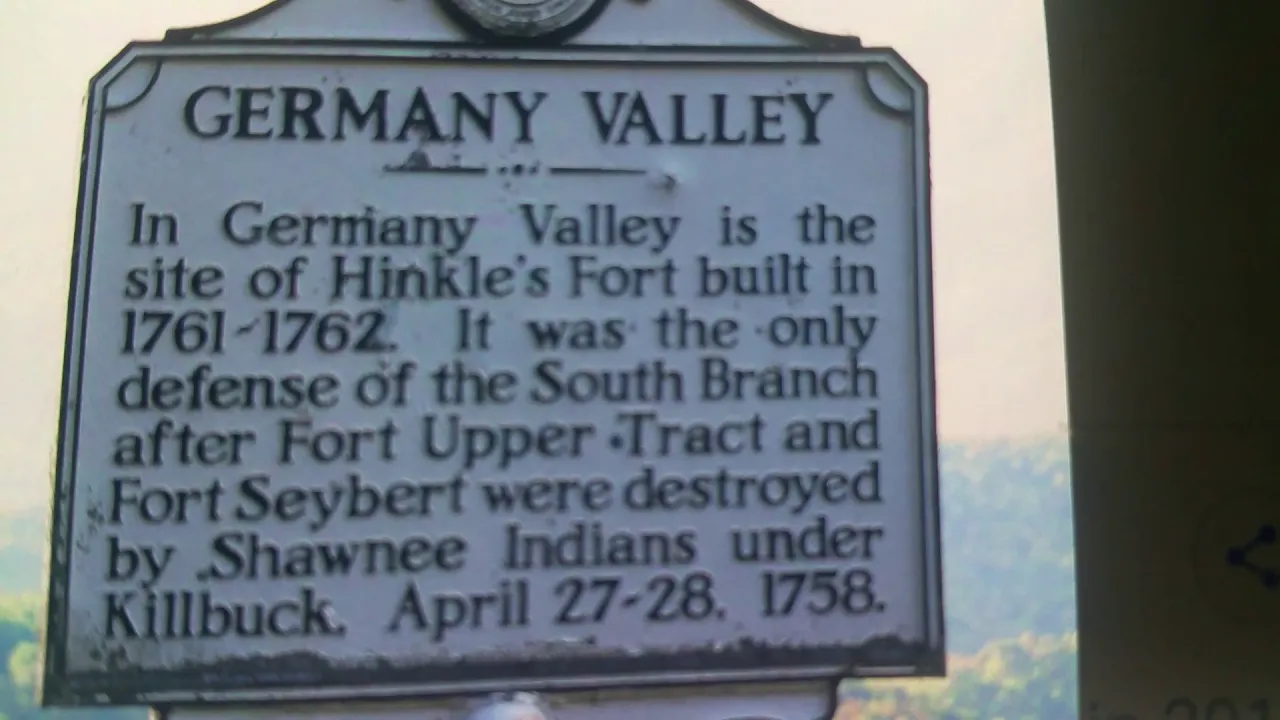 GERMANY VALLEY
In Germany Valley is the
site of Hinkle's Fort built in
1761-1762. It was the only
defense of the South Branch
after Fort Upper Tract and
Fort Seybert were destroyed
by Shawnee Indians under
Killbuck, April 27-28, 1758.